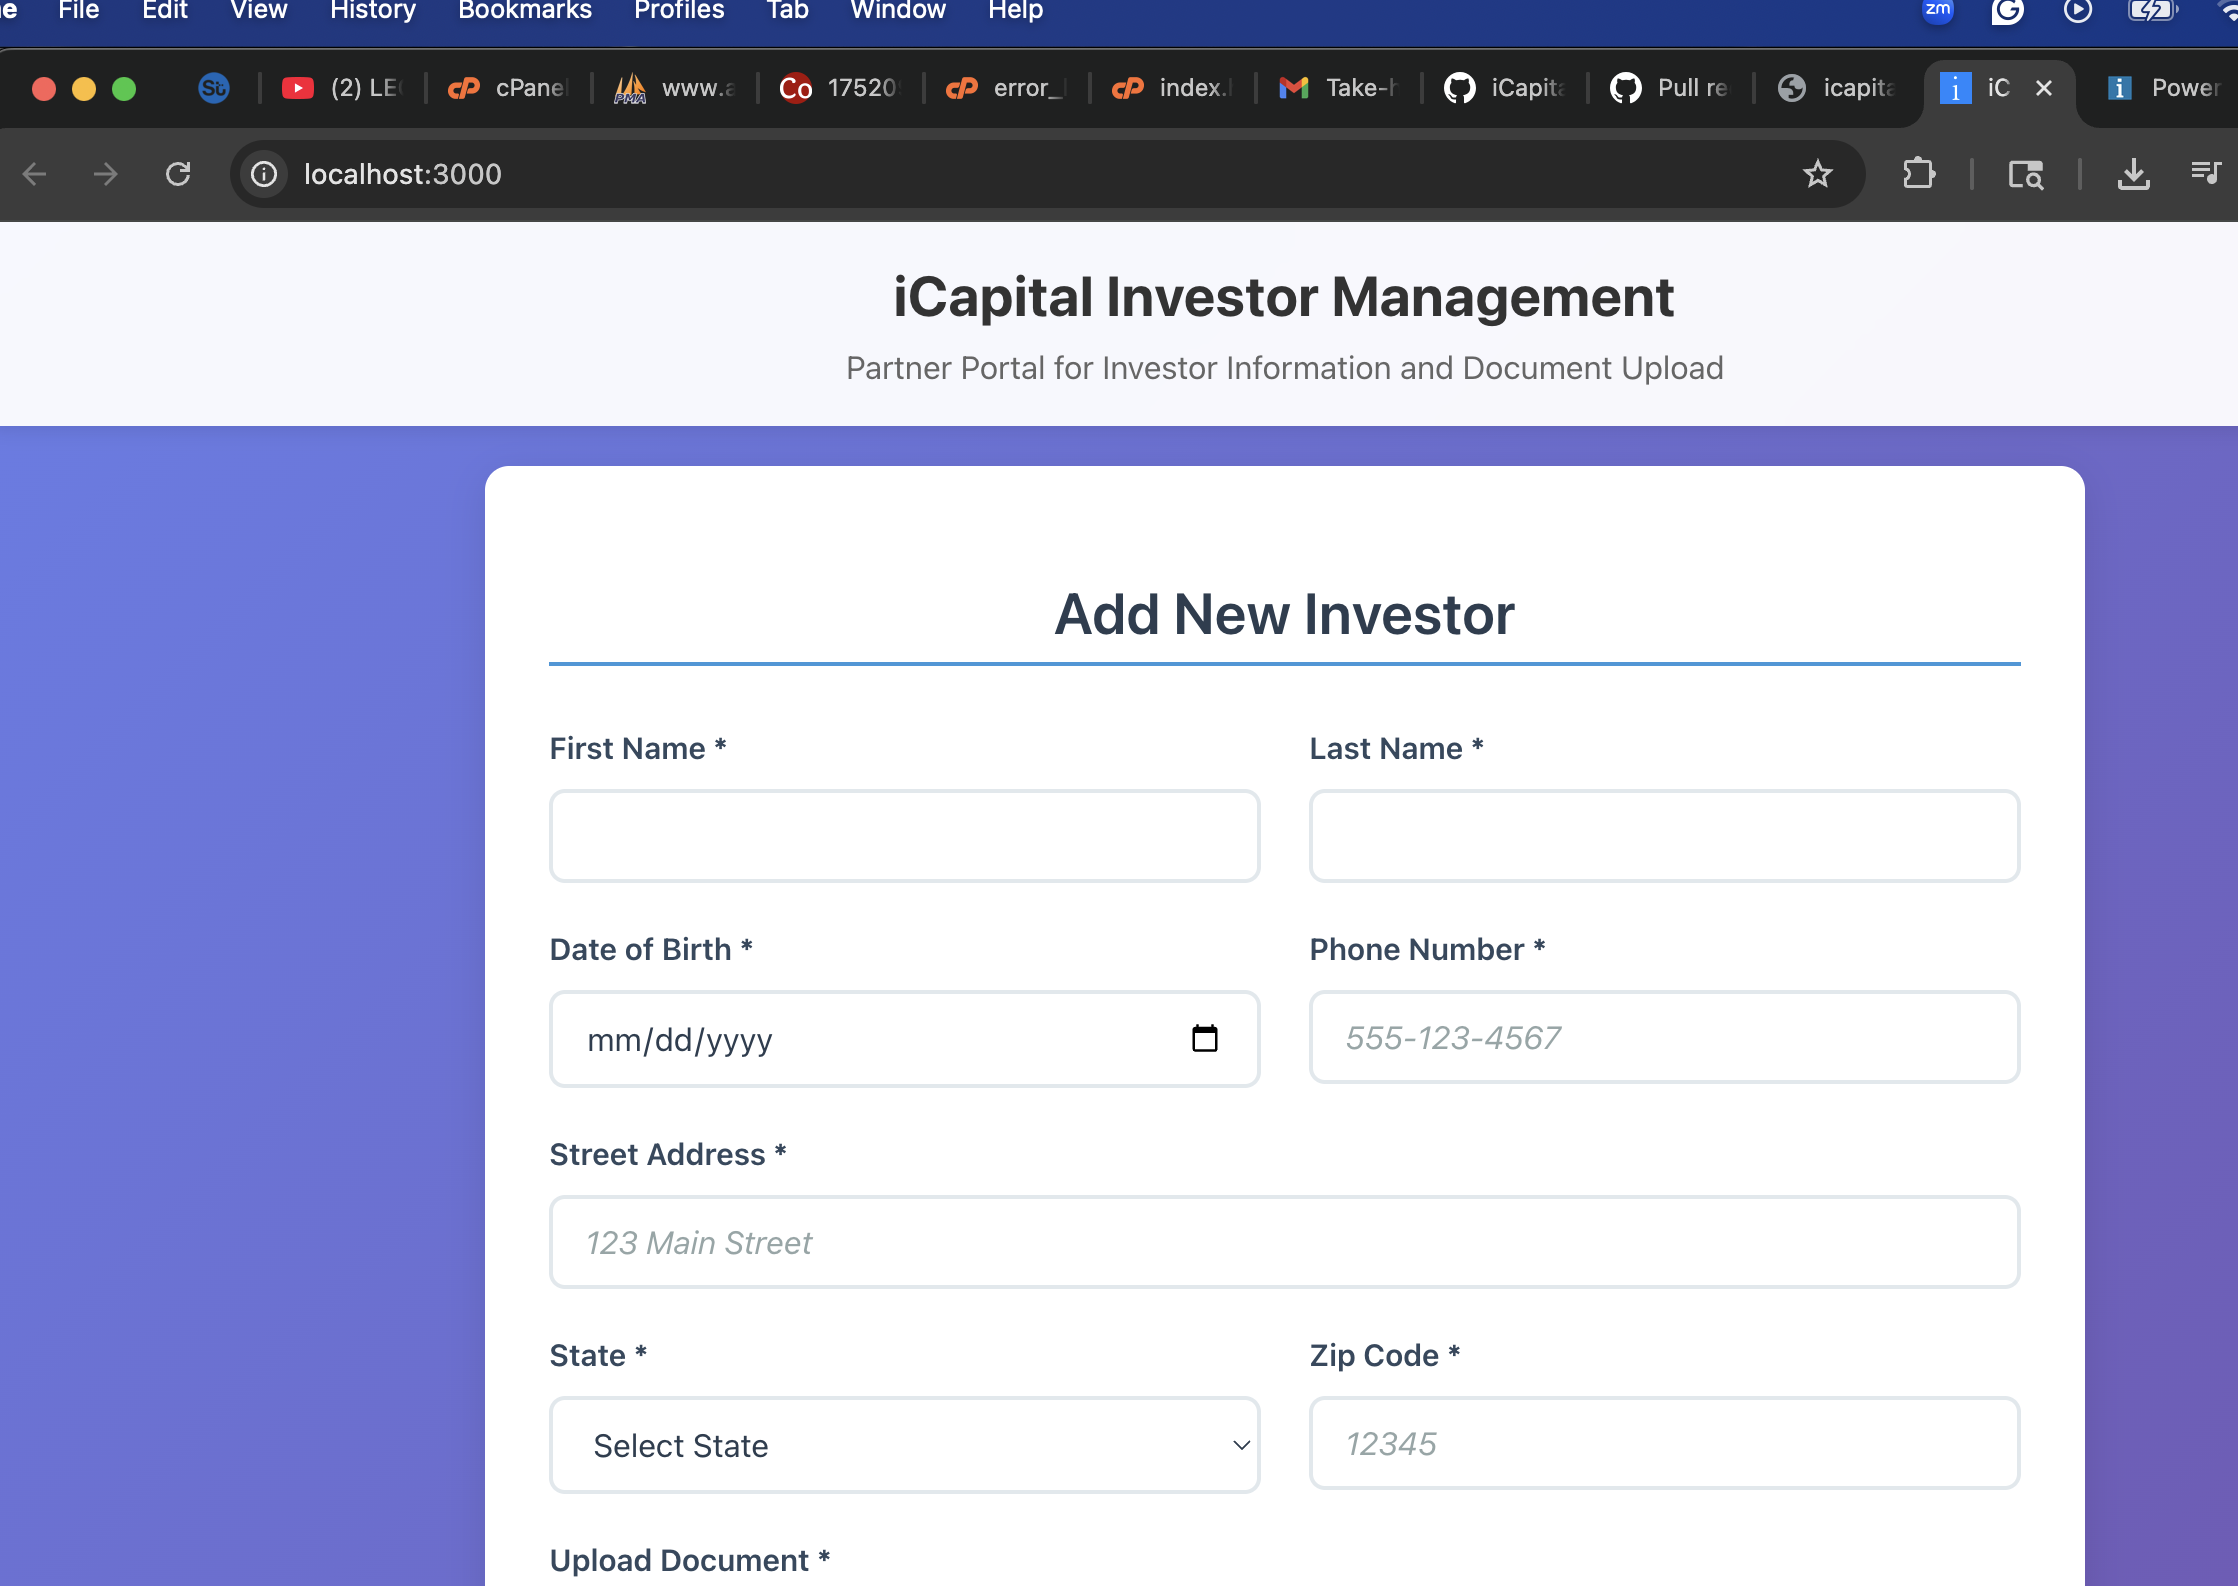 File Edit View History Bookmarks Profiles Tab Window Help zm
St (2) LE cPanel www.a Co 17520 error_ index. Take-h iCapita Pull re icapita iC Power
localhost:3000
iCapital Investor Management
Partner Portal for Investor Information and Document Upload
Add New Investor
First Name * Last Name *
Date of Birth * Phone Number *
mm/dd/yyyy 555-123-4567
Street Address *
123 Main Street
State * Zip Code *
Select State 12345
Upload Document *